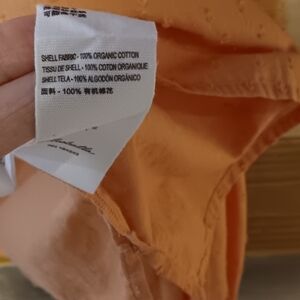 SHELL FABRIC - 100% ORGANIC COTTON
TISSU DE SHELL - 100% COTON ORGANIQUE
SHELL TELA - 100% ALGODÓN ORGÁNICO
面料 - 100% 有机棉花